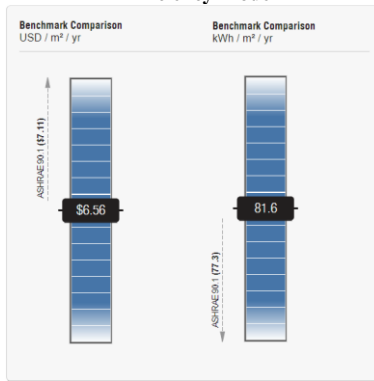 Benchmark Comparison
USD / m² / yr
ASHRAE 90.1 ($7.11)
$6.56
Benchmark Comparison
kWh / m² / yr
81.6
ASHRAE 90.1 (77.3)